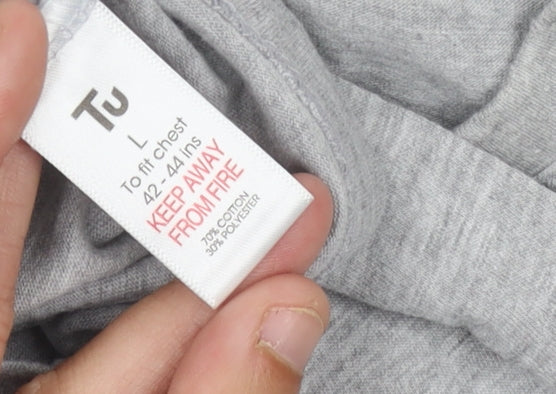 Tu
L
To fit chest
42 - 44 ins
KEEP AWAY
FROM FIRE
70% COTTON
30% POLYESTER